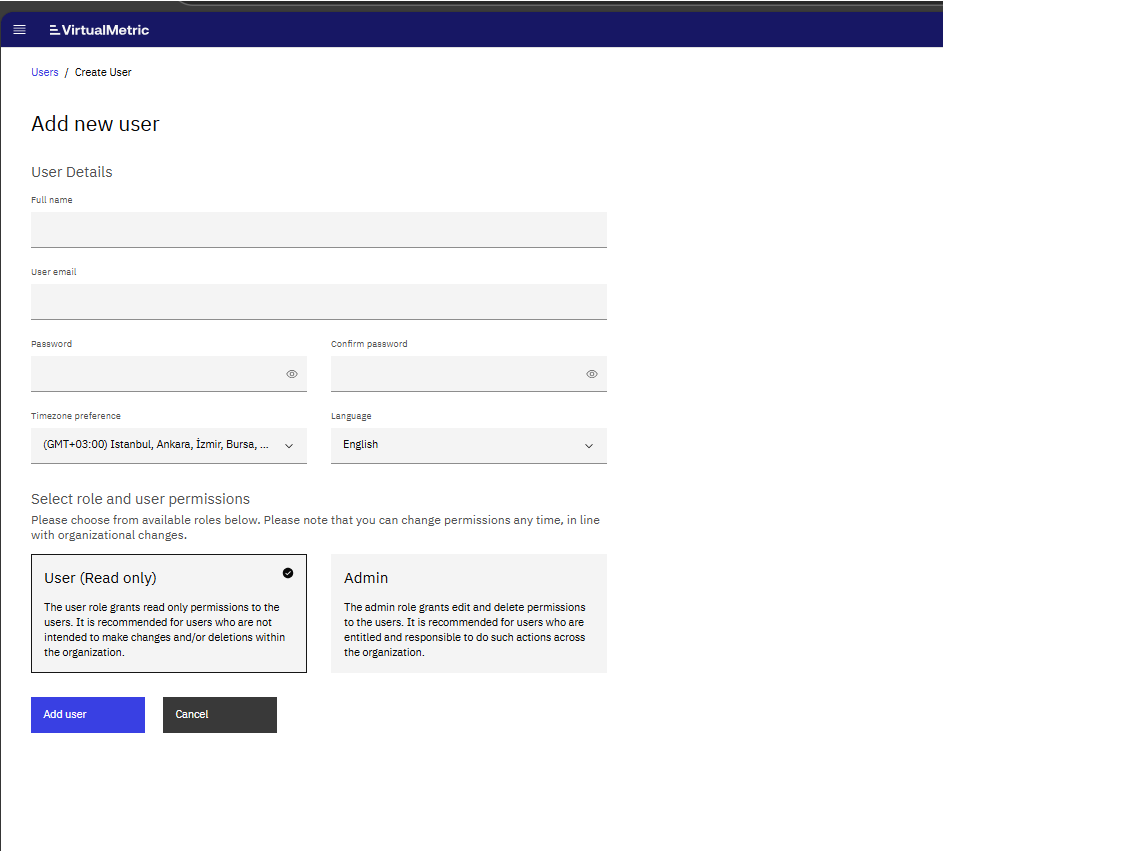 VirtualMetric
Users / Create User
Add new user
User Details
Full name
User email
Password
Confirm password
Timezone preference
Language
(GMT+03:00) Istanbul, Ankara, İzmir, Bursa, ...
English
Select role and user permissions
Please choose from available roles below. Please note that you can change permissions any time, in line
with organizational changes.
User (Read only)
The user role grants read only permissions to the
users. It is recommended for users who are not
intended to make changes and/or deletions within
the organization.
Admin
The admin role grants edit and delete permissions
to the users. It is recommended for users who are
entitled and responsible to do such actions across
the organization.
Add user
Cancel